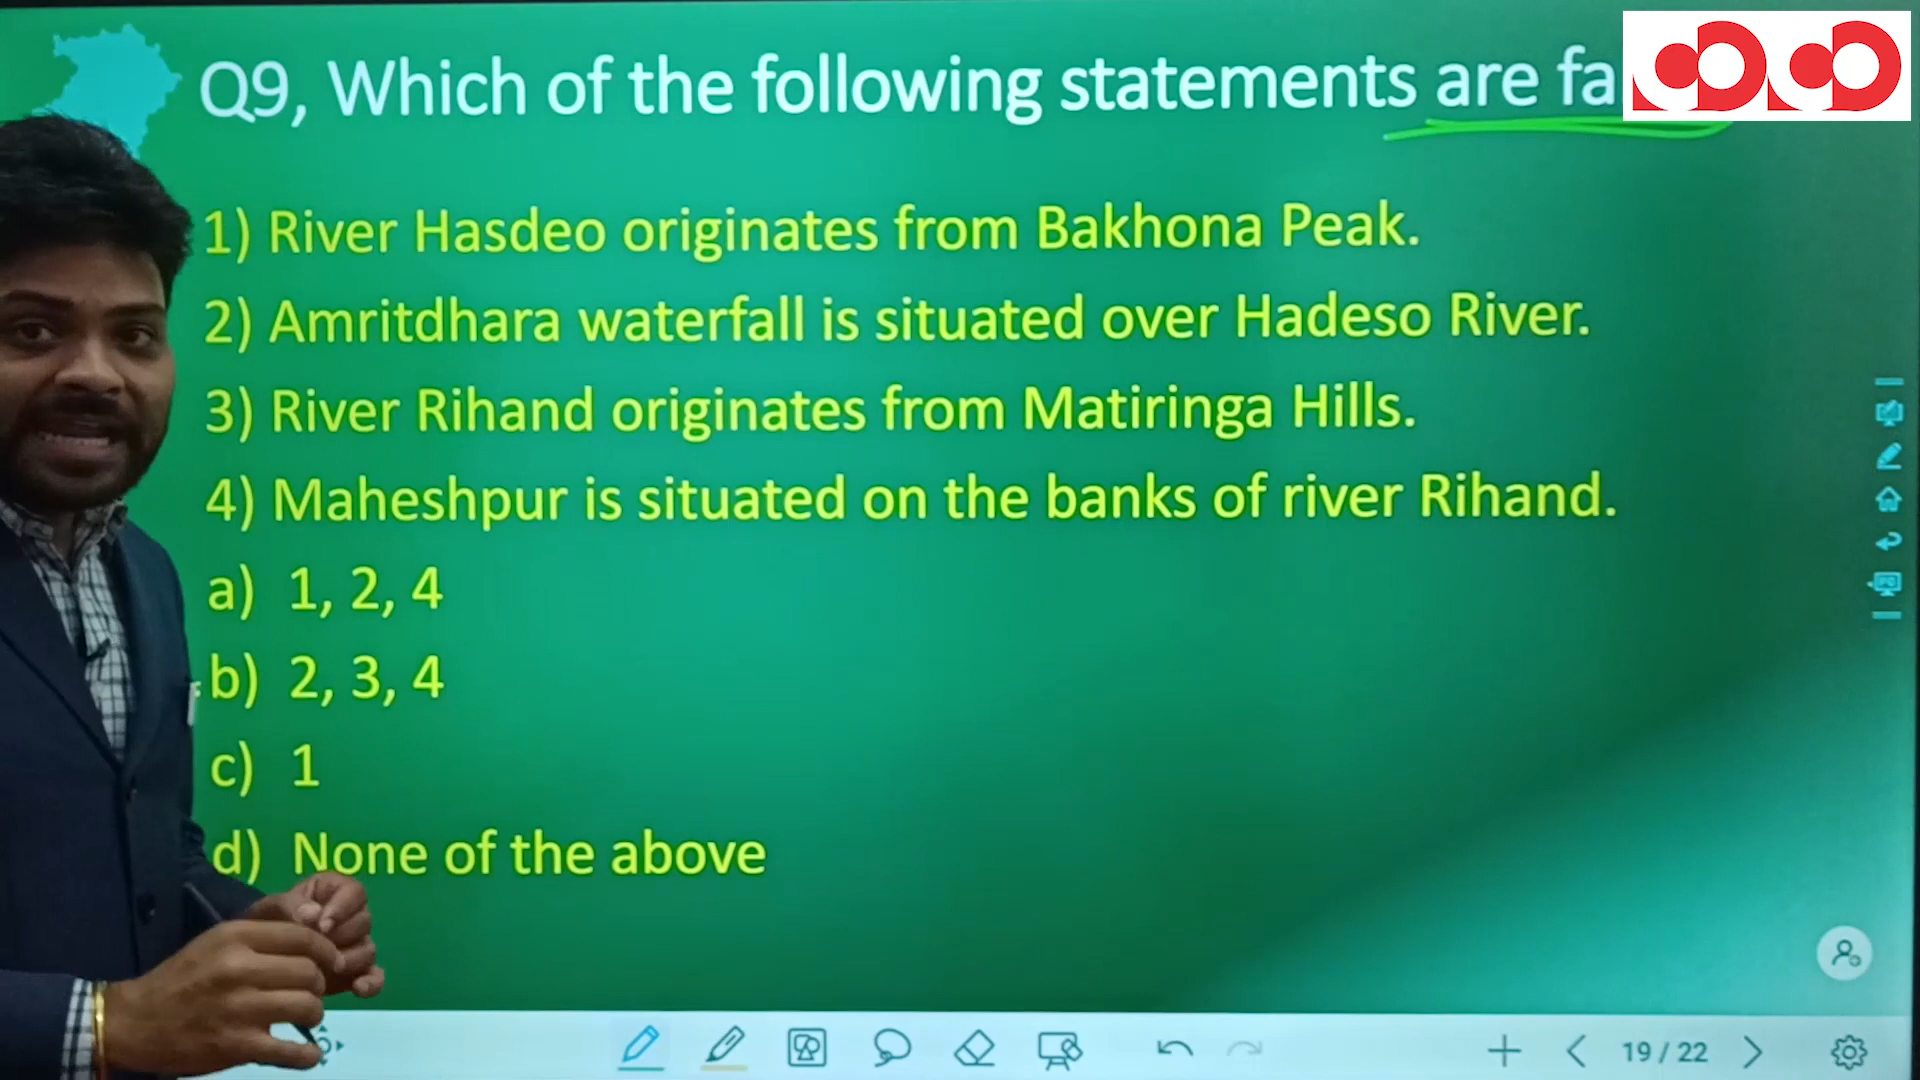 Q9, Which of the following statements are fa
1) River Hasdeo originates from Bakhona Peak.
2) Amritdhara waterfall is situated over Hadeso River.
3) River Rihand originates from Matiringa Hills.
4) Maheshpur is situated on the banks of river Rihand.
a) 1, 2, 4
b) 2, 3, 4
c) 1
d) None of the above
19 / 22